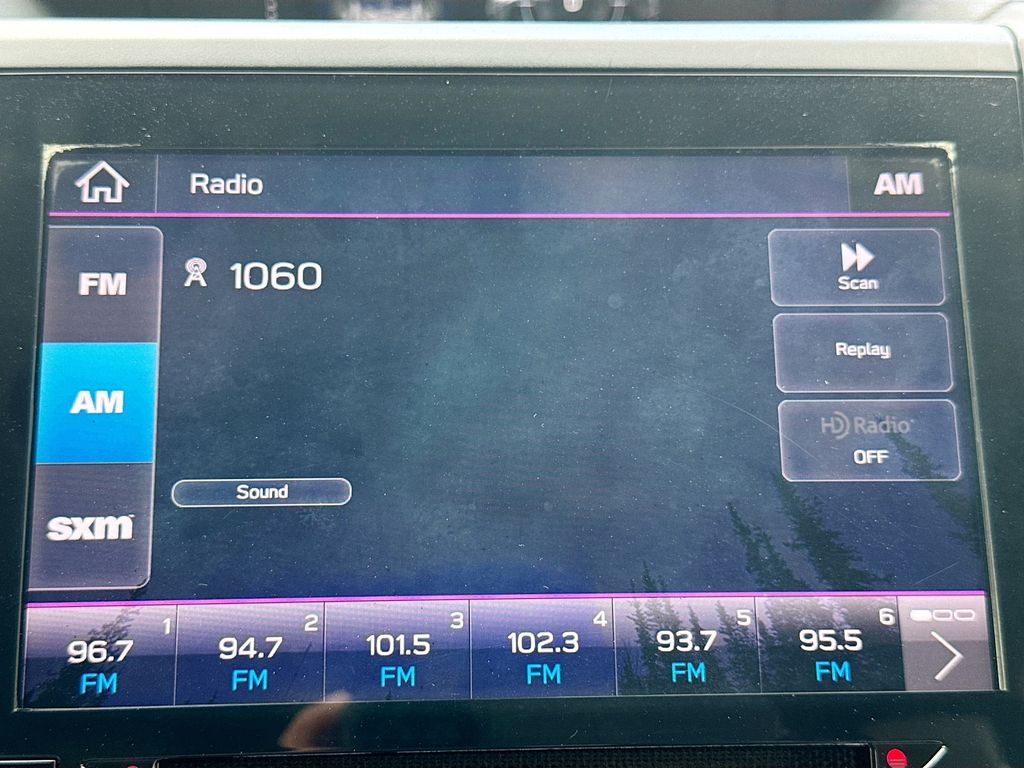 Radio
AM
FM
1060
Scan
Replay
AM
HD Radio
OFF
Sound
sxm
1
2
3
4
5
6
96.7
94.7
101.5
102.3
93.7
95.5
FM
FM
FM
FM
FM
FM